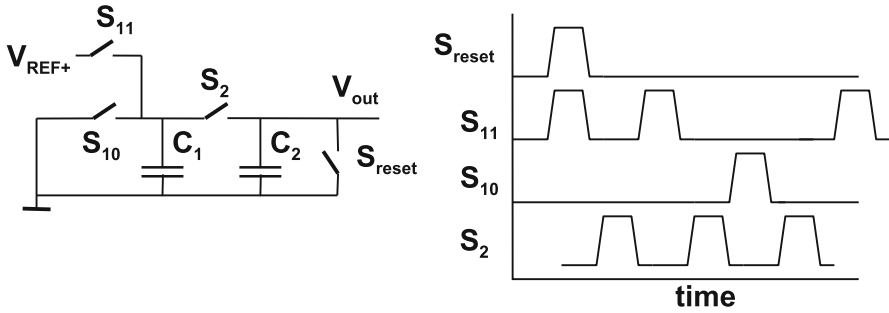 S11
VREF+
S2
Vout
S10
C1
C2
Sreset
Sreset
S11
S10
S2
time